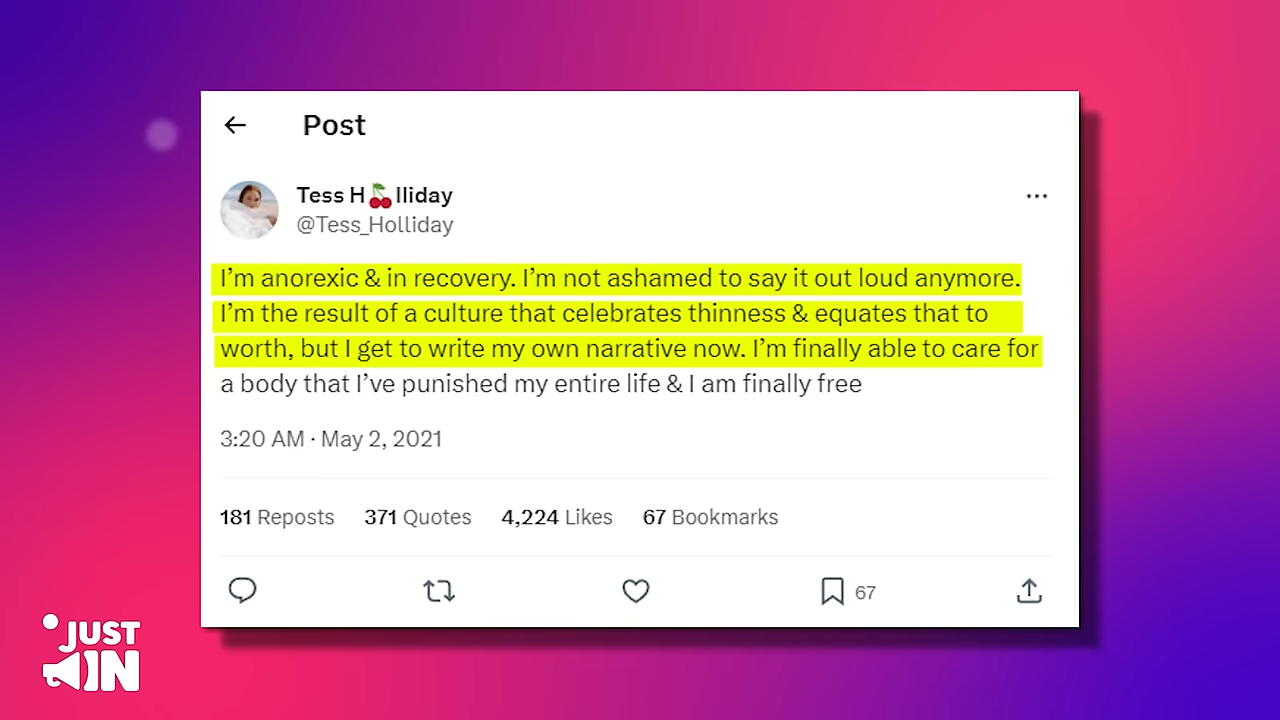 Post
Tess H🍒lliday
@Tess_Holliday
I’m anorexic & in recovery. I’m not ashamed to say it out loud anymore.
I’m the result of a culture that celebrates thinness & equates that to
worth, but I get to write my own narrative now. I’m finally able to care for
a body that I’ve punished my entire life & I am finally free
3:20 AM · May 2, 2021
181 Reposts 371 Quotes 4,224 Likes 67 Bookmarks
67
JUST
IN